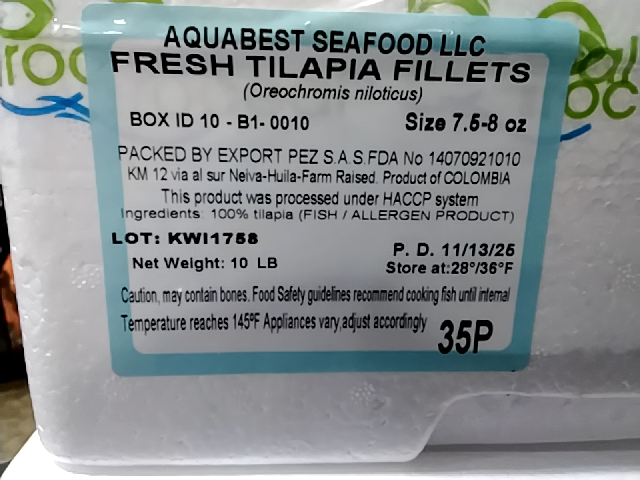 AQUABEST SEAFOOD LLC
FRESH TILAPIA FILLETS
(Oreochromis niloticus)
BOX ID 10 - B1- 0010 Size 7.5-8 oz
PACKED BY EXPORT PEZ S.A.S.FDA No 14070921010
KM 12 via al sur Neiva-Huila-Farm Raised. Product of COLOMBIA
This product was processed under HACCP system
Ingredients: 100% tilapia (FISH / ALLERGEN PRODUCT)
LOT: KWI1758
P. D. 11/13/25
Net Weight: 10 LB
Store at:28°/36°F
Caution, may contain bones. Food Safety guidelines recommend cooking fish until internal
Temperature reaches 145ºF Appliances vary,adjust accordingly
35P